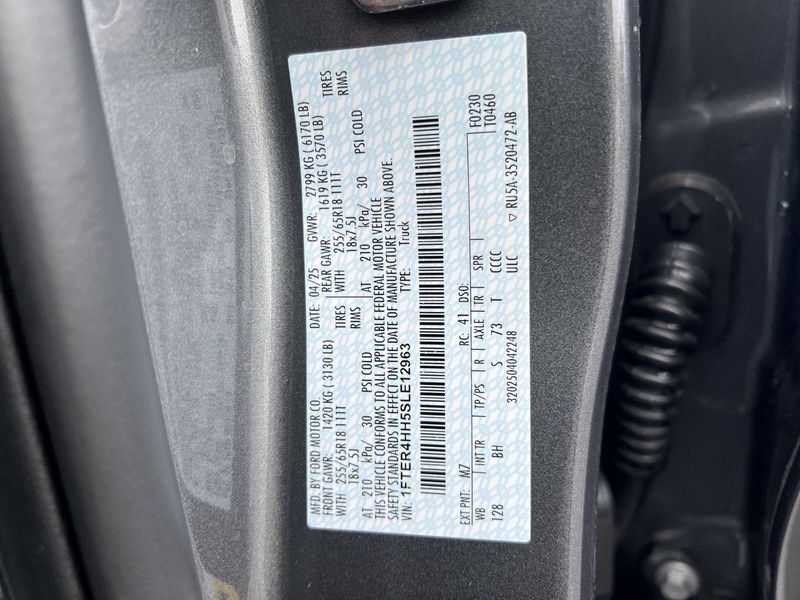 MFD. BY FORD MOTOR CO.
DATE: 04/25 GVWR: 2799 KG ( 6170 LB)
FRONT GAWR: 1420 KG ( 3130 LB) REAR GAWR: 1619 KG ( 3570 LB)
WITH 255/65R18 111T TIRES WITH 255/65R18 111T TIRES
18x7.5J RIMS 18x7.5J RIMS
AT 210 kPa/ 30 PSI COLD AT 210 kPa/ 30 PSI COLD
THIS VEHICLE CONFORMS TO ALL APPLICABLE FEDERAL MOTOR VEHICLE
SAFETY STANDARDS IN EFFECT ON THE DATE OF MANUFACTURE SHOWN ABOVE.
VIN: 1FTER4HH5SLE12963 TYPE: Truck
F0230
EXT PNT: M7 RC: 41 DSO: T0460
WB INT TR TP/PS R AXLE TR SPR
128 BH S 73 T CCCC
ULC ▽ RU5A-3520472-AB
320250404​2248